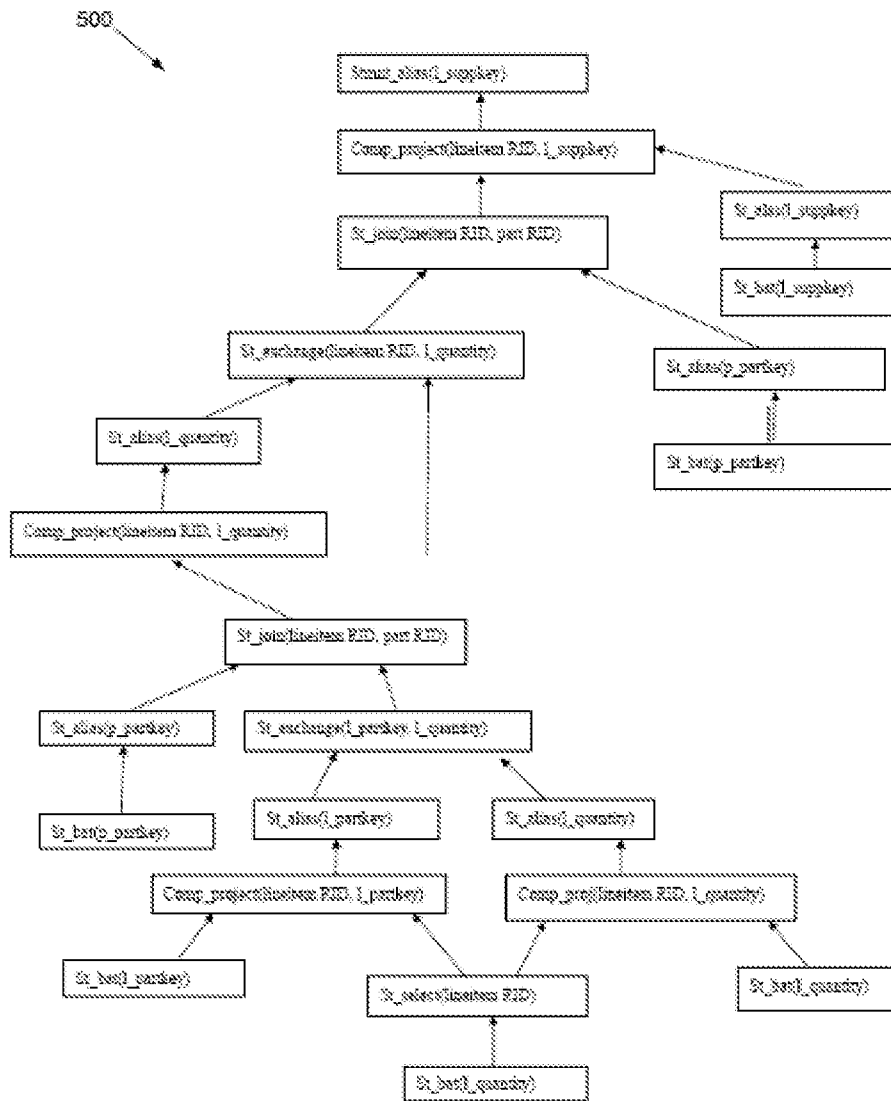 500
Struct_alias(l_suppkey)
Comp_project(lineitem RID, l_suppkey)
St_alias(l_suppkey)
St_join(lineitem RID, part RID)
St_bat(l_suppkey)
St_exchange(lineitem RID, l_quantity)
St_alias(p_partkey)
St_alias(l_quantity)
St_bat(p_partkey)
Comp_project(lineitem RID, l_quantity)
St_join(lineitem RID, part RID)
St_alias(p_partkey)
St_exchange(l_partkey, l_quantity)
St_bat(p_partkey)
St_alias(l_partkey)
St_alias(l_quantity)
Comp_project(lineitem RID, l_partkey)
Comp_proj(lineitem RID, l_quantity)
St_bat(l_partkey)
St_select(lineitem RID)
St_bat(l_quantity)
St_bat(l_quantity)